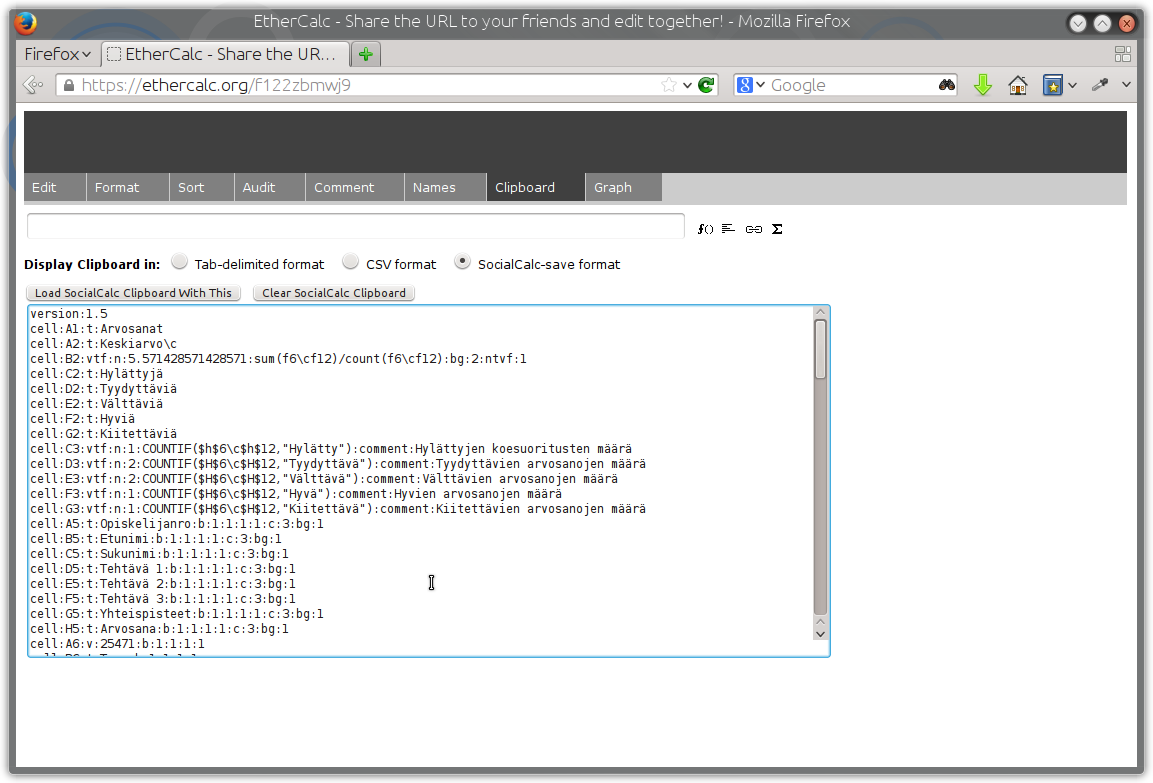 EtherCalc - Share the URL to your friends and edit together! - Mozilla Firefox
Firefox
EtherCalc - Share the UR...
https://ethercalc.org/f122zbmwj9
Google
Edit
Format
Sort
Audit
Comment
Names
Clipboard
Graph
Display Clipboard in: Tab-delimited format CSV format SocialCalc-save format
Load SocialCalc Clipboard With This
Clear SocialCalc Clipboard
version:1.5
cell:A1:t:Arvosanat
cell:A2:t:Keskiarvo\c
cell:B2:vtf:n:5.571428571428571:sum(f6\cf12)/count(f6\cf12):bg:2:ntvf:1
cell:C2:t:Hylättyjä
cell:D2:t:Tyydyttäviä
cell:E2:t:Välttäviä
cell:F2:t:Hyviä
cell:G2:t:Kiitettäviä
cell:C3:vtf:n:1:COUNTIF($h$6\c$h$12,"Hylätty"):comment:Hylättyjen koesuoritusten määrä
cell:D3:vtf:n:2:COUNTIF($H$6\c$H$12,"Tyydyttävä"):comment:Tyydyttävien arvosanojen määrä
cell:E3:vtf:n:2:COUNTIF($H$6\c$H$12,"Välttävä"):comment:Välttävien arvosanojen määrä
cell:F3:vtf:n:1:COUNTIF($H$6\c$H$12,"Hyvä"):comment:Hyvien arvosanojen määrä
cell:G3:vtf:n:1:COUNTIF($H$6\c$H$12,"Kiitettävä"):comment:Kiitettävien arvosanojen määrä
cell:A5:t:Opiskelijanro:b:1:1:1:1:c:3:bg:1
cell:B5:t:Etunimi:b:1:1:1:1:c:3:bg:1
cell:C5:t:Sukunimi:b:1:1:1:1:c:3:bg:1
cell:D5:t:Tehtävä 1:b:1:1:1:1:c:3:bg:1
cell:E5:t:Tehtävä 2:b:1:1:1:1:c:3:bg:1
cell:F5:t:Tehtävä 3:b:1:1:1:1:c:3:bg:1
cell:G5:t:Yhteispisteet:b:1:1:1:1:c:3:bg:1
cell:H5:t:Arvosana:b:1:1:1:1:c:3:bg:1
cell:A6:v:25471:b:1:1:1:1